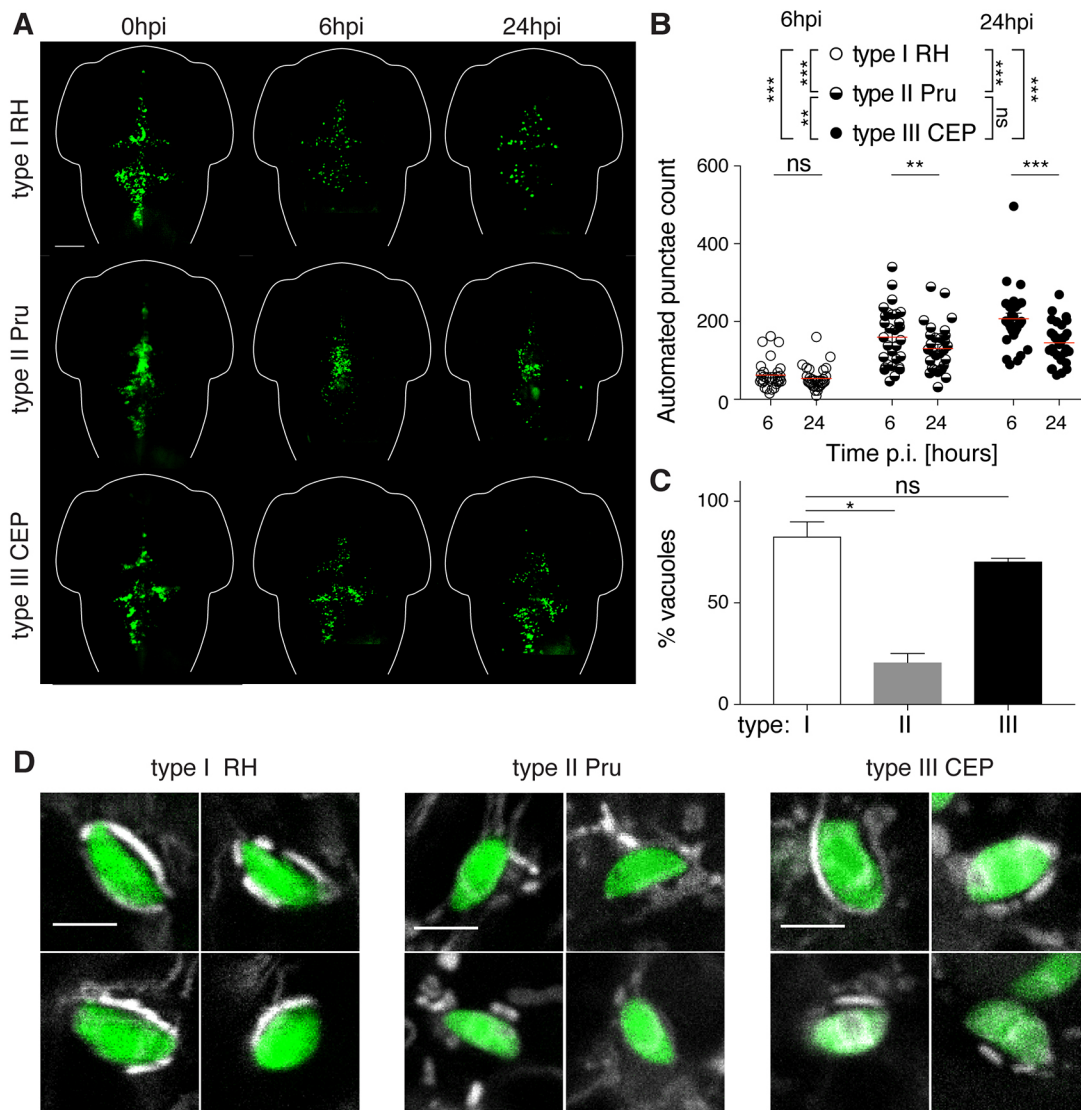 A
0hpi
6hpi
24hpi
type I RH
type II Pru
type III CEP
B
6hpi
24hpi
*** *** type I RH *** ***
type II Pru
** type III CEP ns
Automated punctae count
600
400
200
0
ns
**
***
6 24 6 24 6 24
Time p.i. [hours]
C
% vacuoles
100
50
0
ns
*
type: I II III
D
type I RH
type II Pru
type III CEP